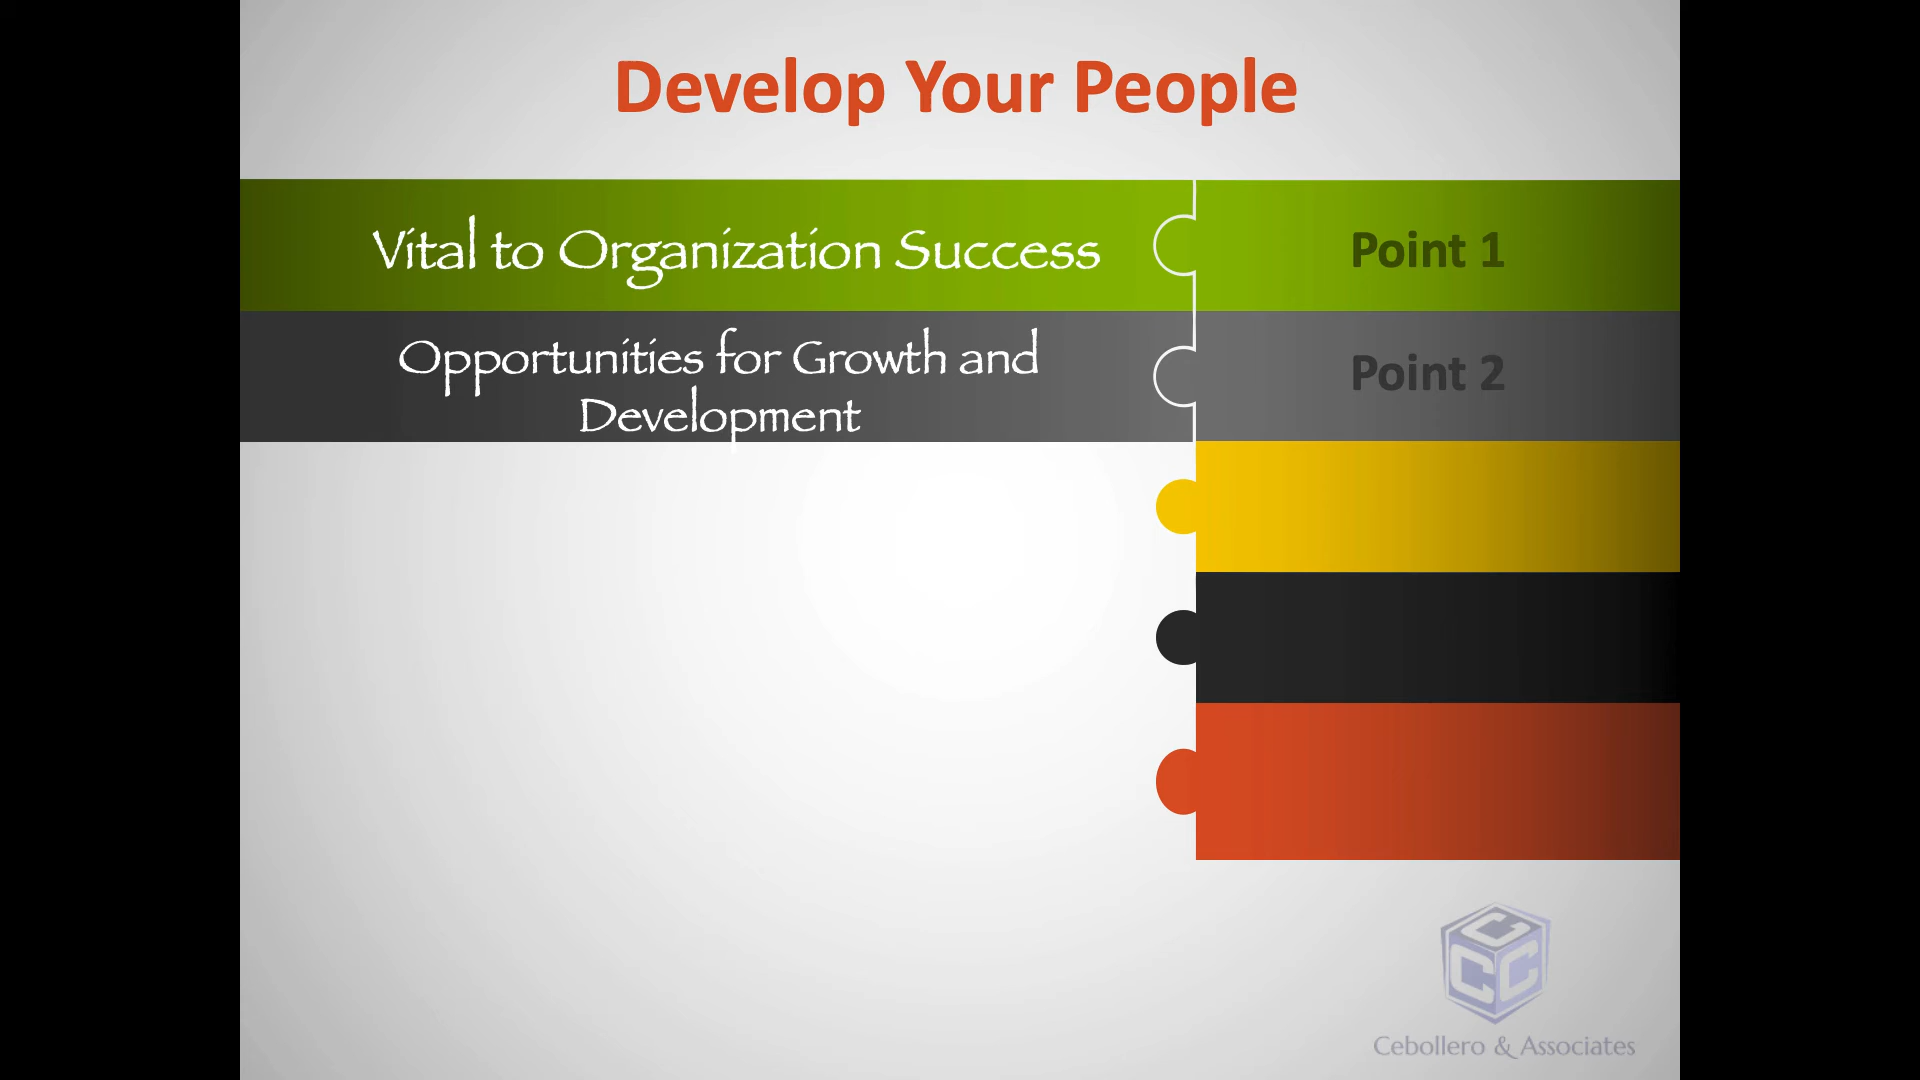 Develop Your People
Vital to Organization Success
Point 1
Opportunities for Growth and
Development
Point 2
C
C C
Cebollero & Associates